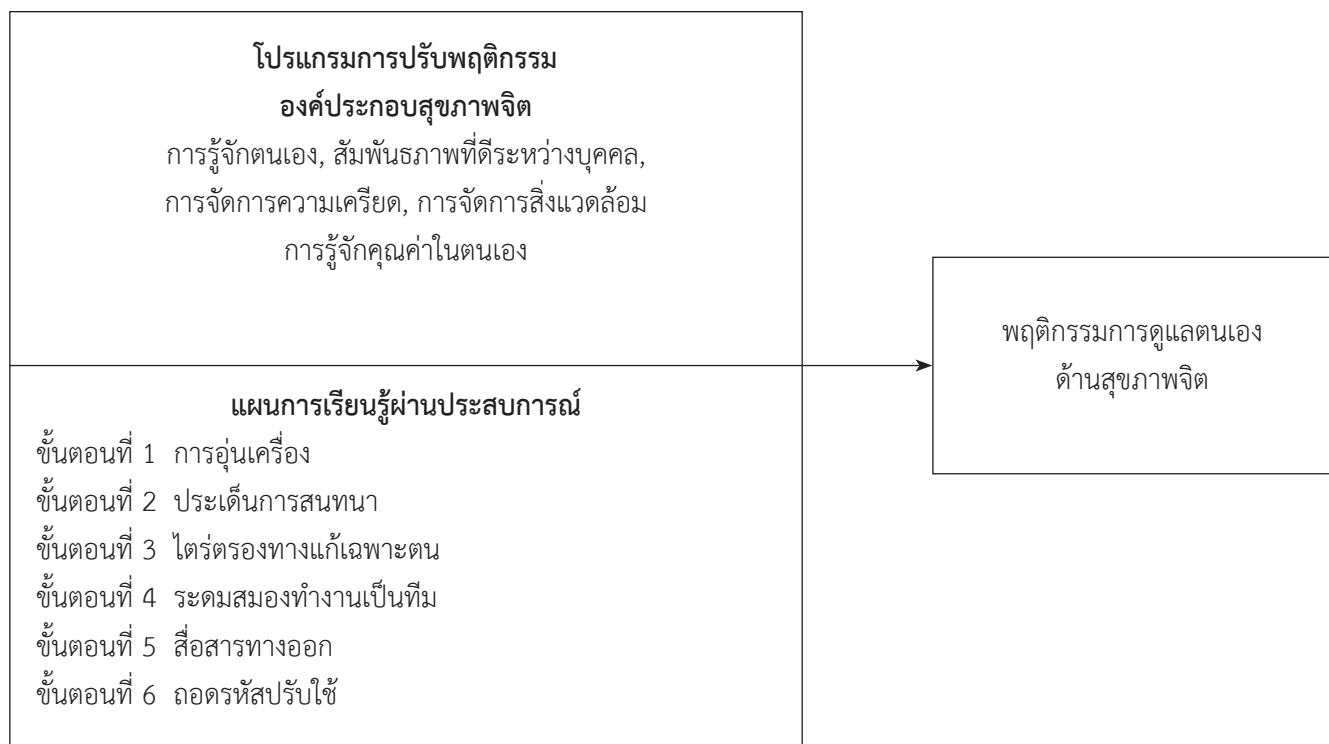 โปรแกรมการปรับพฤติกรรม
องค์ประกอบสุขภาพจิต
การรู้จักตนเอง, สัมพันธภาพที่ดีระหว่างบุคคล,
การจัดการความเครียด, การจัดการสิ่งแวดล้อม
การรู้จักคุณค่าในตนเอง
แผนการเรียนรู้ผ่านประสบการณ์
ขั้นตอนที่ 1 การอุ่นเครื่อง
ขั้นตอนที่ 2 ประเด็นการสนทนา
ขั้นตอนที่ 3 ไตร่ตรองทางแก้เฉพาะตน
ขั้นตอนที่ 4 ระดมสมองทำงานเป็นทีม
ขั้นตอนที่ 5 สื่อสารทางออก
ขั้นตอนที่ 6 ถอดรหัสปรับใช้
พฤติกรรมการดูแลตนเอง
ด้านสุขภาพจิต